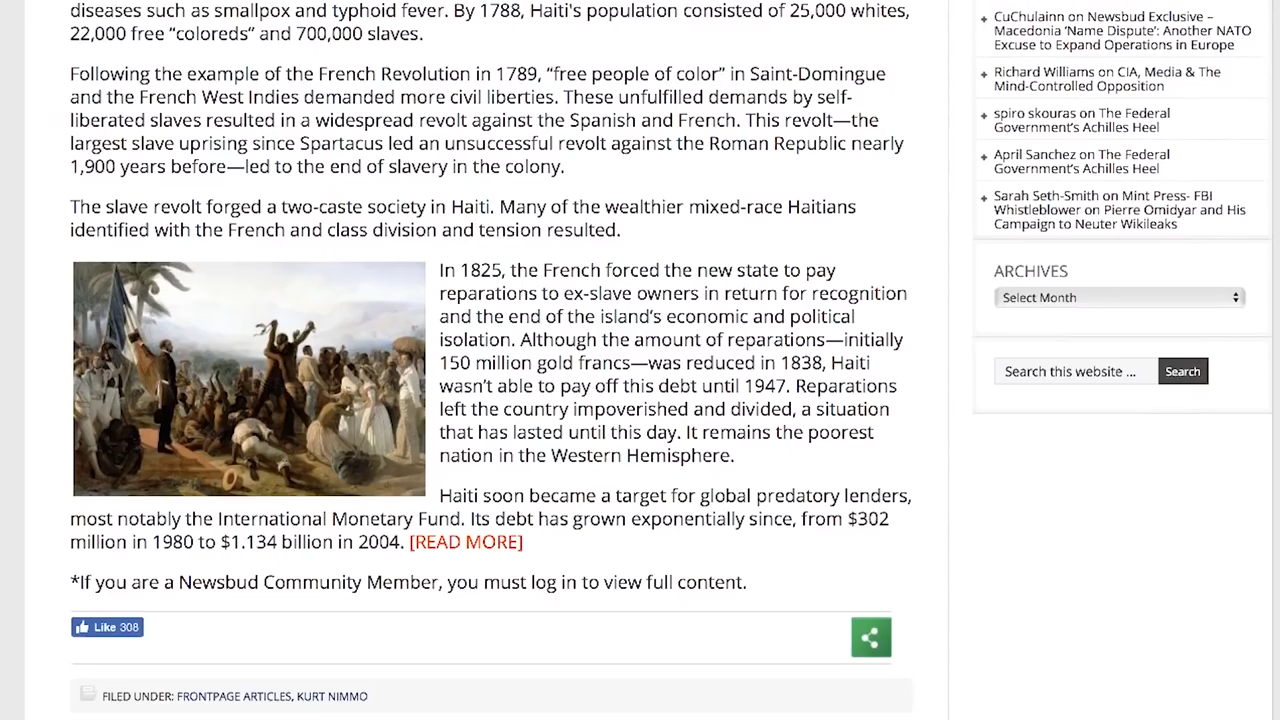 diseases such as smallpox and typhoid fever. By 1788, Haiti's population consisted of 25,000 whites,
22,000 free “coloreds” and 700,000 slaves.
Following the example of the French Revolution in 1789, “free people of color” in Saint-Domingue
and the French West Indies demanded more civil liberties. These unfulfilled demands by self-
liberated slaves resulted in a widespread revolt against the Spanish and French. This revolt—the
largest slave uprising since Spartacus led an unsuccessful revolt against the Roman Republic nearly
1,900 years before—led to the end of slavery in the colony.
The slave revolt forged a two-caste society in Haiti. Many of the wealthier mixed-race Haitians
identified with the French and class division and tension resulted.
In 1825, the French forced the new state to pay
reparations to ex-slave owners in return for recognition
and the end of the island’s economic and political
isolation. Although the amount of reparations—initially
150 million gold francs—was reduced in 1838, Haiti
wasn’t able to pay off this debt until 1947. Reparations
left the country impoverished and divided, a situation
that has lasted until this day. It remains the poorest
nation in the Western Hemisphere.
Haiti soon became a target for global predatory lenders,
most notably the International Monetary Fund. Its debt has grown exponentially since, from $302
million in 1980 to $1.134 billion in 2004. [READ MORE]
*If you are a Newsbud Community Member, you must log in to view full content.
Like 308
FILED UNDER: FRONTPAGE ARTICLES, KURT NIMMO
CuChulainn on Newsbud Exclusive –
Macedonia ‘Name Dispute’: Another NATO
Excuse to Expand Operations in Europe
Richard Williams on CIA, Media & The
Mind-Controlled Opposition
spiro skouras on The Federal
Government’s Achilles Heel
April Sanchez on The Federal
Government’s Achilles Heel
Sarah Seth-Smith on Mint Press- FBI
Whistleblower on Pierre Omidyar and His
Campaign to Neuter Wikileaks
ARCHIVES
Select Month
Search this website ...
Search